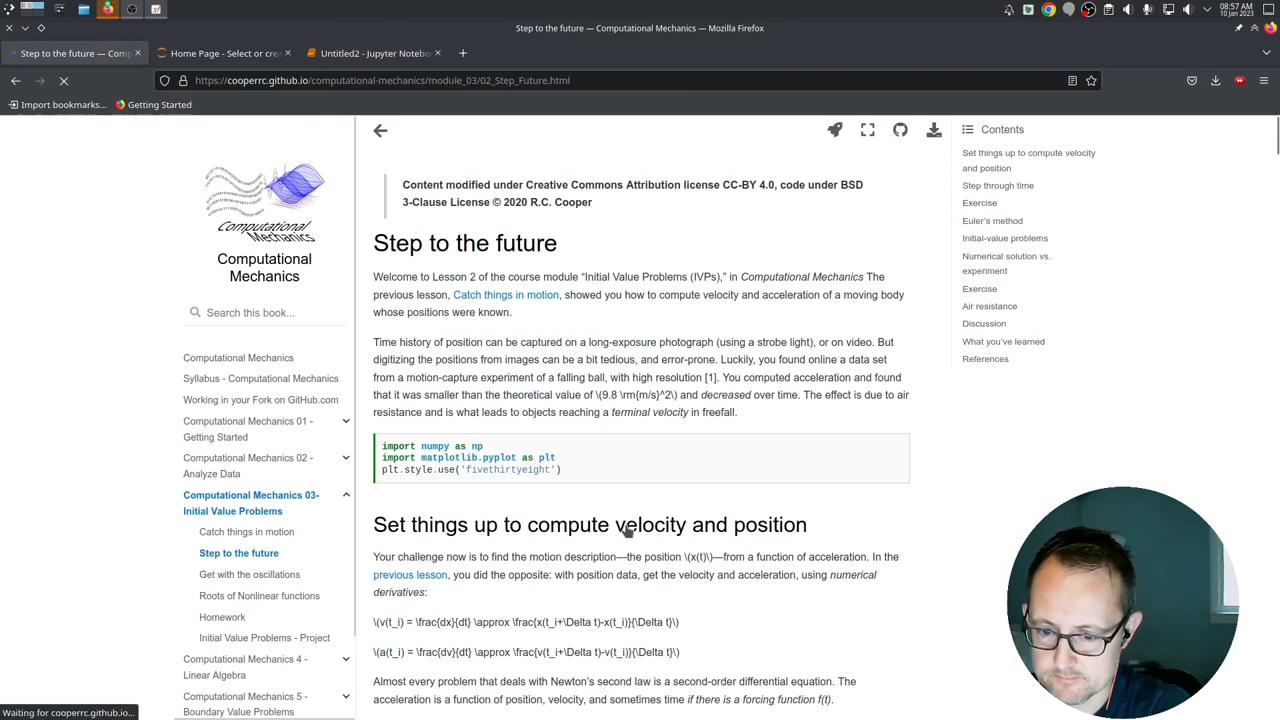 08:57 AM
10 Jan 2023
Step to the future — Computational Mechanics — Mozilla Firefox
Step to the future — Comp
Home Page - Select or cre
Untitled2 - Jupyter Notebo
https://cooperrc.github.io/computational-mechanics/module_03/02_Step_Future.html
Import bookmarks...
Getting Started
Computational
Mechanics
Computational
Mechanics
Search this book...
Computational Mechanics
Syllabus - Computational Mechanics
Working in your Fork on GitHub.com
Computational Mechanics 01 -
Getting Started
Computational Mechanics 02 -
Analyze Data
Computational Mechanics 03-
Initial Value Problems
Catch things in motion
Step to the future
Get with the oscillations
Roots of Nonlinear functions
Homework
Initial Value Problems - Project
Computational Mechanics 4 -
Linear Algebra
Computational Mechanics 5 -
Boundary Value Problems
Waiting for cooperrc.github.io...
Content modified under Creative Commons Attribution license CC-BY 4.0, code under BSD
3-Clause License © 2020 R.C. Cooper
Step to the future
Welcome to Lesson 2 of the course module “Initial Value Problems (IVPs),” in Computational Mechanics The
previous lesson, Catch things in motion, showed you how to compute velocity and acceleration of a moving body
whose positions were known.
Time history of position can be captured on a long-exposure photograph (using a strobe light), or on video. But
digitizing the positions from images can be a bit tedious, and error-prone. Luckily, you found online a data set
from a motion-capture experiment of a falling ball, with high resolution [1]. You computed acceleration and found
that it was smaller than the theoretical value of \(9.8 \rm{m/s}^2\) and decreased over time. The effect is due to air
resistance and is what leads to objects reaching a terminal velocity in freefall.
import numpy as np
import matplotlib.pyplot as plt
plt.style.use('fivethirtyeight')
Set things up to compute velocity and position
Your challenge now is to find the motion description—the position \(x(t)\)—from a function of acceleration. In the
previous lesson, you did the opposite: with position data, get the velocity and acceleration, using numerical
derivatives:
\(v(t_i) = \frac{dx}{dt} \approx \frac{x(t_i+\Delta t)-x(t_i)}{\Delta t}\)
\(a(t_i) = \frac{dv}{dt} \approx \frac{v(t_i+\Delta t)-v(t_i)}{\Delta t}\)
Almost every problem that deals with Newton’s second law is a second-order differential equation. The
acceleration is a function of position, velocity, and sometimes time if there is a forcing function f(t).
Contents
Set things up to compute velocity
and position
Step through time
Exercise
Euler’s method
Initial-value problems
Numerical solution vs.
experiment
Exercise
Air resistance
Discussion
What you’ve learned
References